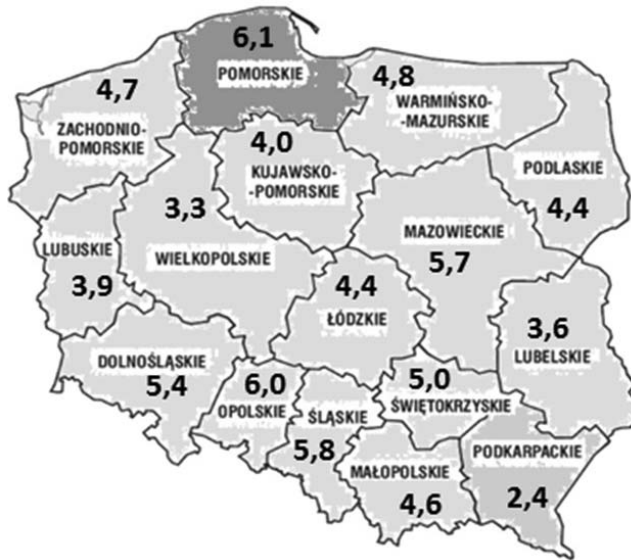 6,1
POMORSKIE
4,7
ZACHODNIO-
POMORSKIE
4,8
WARMIŃSKO-
-MAZURSKIE
4,0
KUJAWSKO-
-POMORSKIE
PODLASKIE
4,4
3,3
WIELKOPOLSKIE
MAZOWIECKIE
5,7
LUBUSKIE
3,9
4,4
ŁÓDZKIE
3,6
LUBELSKIE
DOLNOŚLĄSKIE
5,4
6,0
OPOLSKIE
ŚLĄSKIE
5,8
5,0
ŚWIĘTOKRZYSKIE
MAŁOPOLSKIE
4,6
PODKARPACKIE
2,4